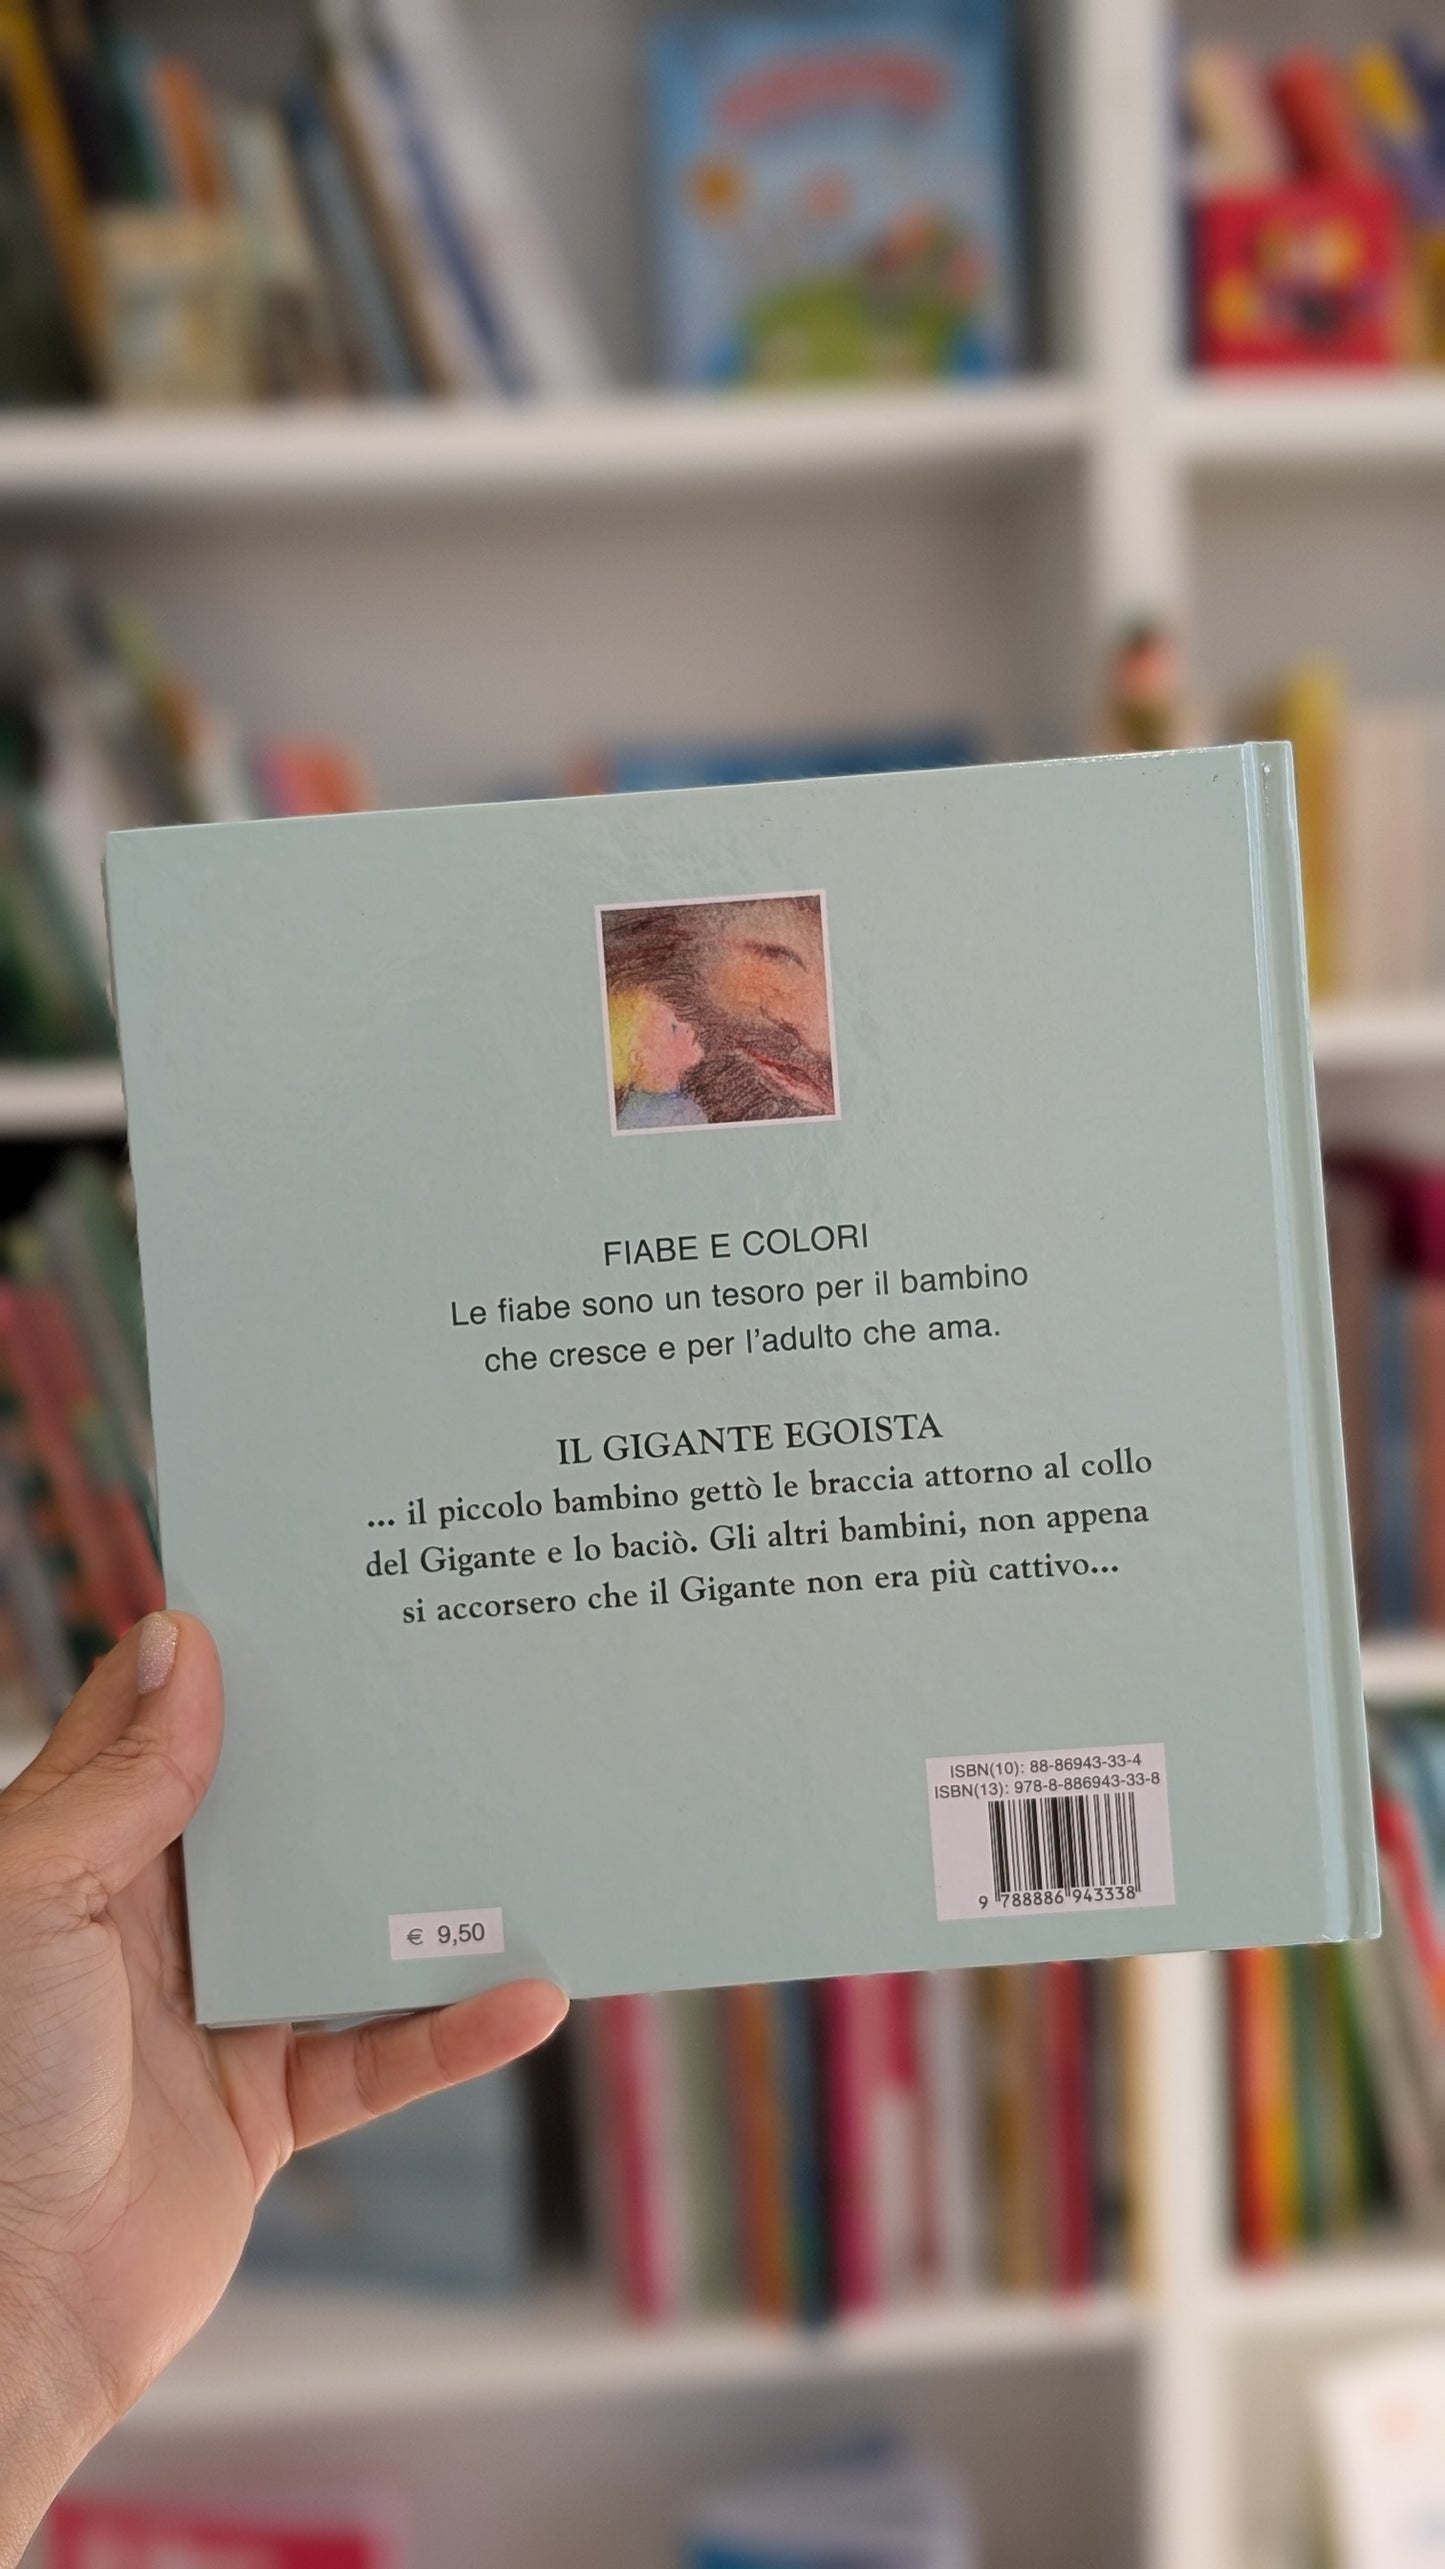 FIABE E COLORI
Le fiabe sono un tesoro per il bambino
che cresce e per l'adulto che ama.
IL GIGANTE EGOISTA
... il piccolo bambino gettò le braccia attorno al collo
del Gigante e lo baciò. Gli altri bambini, non appena
si accorsero che il Gigante non era più cattivo...
ISBN(10): 88-86943-33-4
ISBN(13): 978-8-886943-33-8
9 788886 943338
€ 9,50